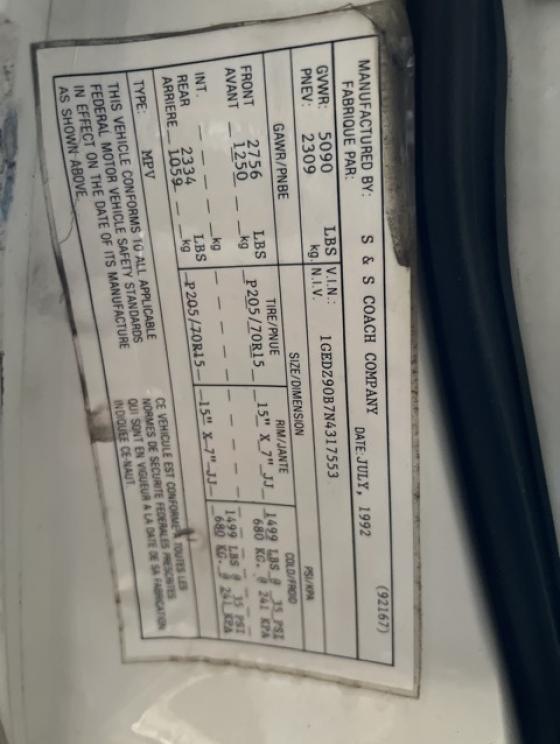 MANUFACTURED BY: S & S COACH COMPANY DATE: JULY, 1992 (92167)
FABRIQUE PAR:
GVWR: 5090 LBS V.I.N.: 1GEDZ90B7N4317553
PNEV: 2309 kg. N.I.V.
GAWR/PNBE TIRE/PNUE SIZE/DIMENSION RIM/JANTE COLD/FROID PSI/KPA
FRONT 2756 LBS P205/70R15 15" X 7" JJ 1499 LBS @ 35 PSI
AVANT 1250 kg 680 KG. @ 241 KPA
INT. kg
REAR 2334 LBS P205/70R15 15" X 7" JJ 1499 LBS @ 35 PSI
ARRIERE 1059 kg 680 KG. @ 241 KPA
TYPE: MPV
THIS VEHICLE CONFORMS TO ALL APPLICABLE
FEDERAL MOTOR VEHICLE SAFETY STANDARDS
IN EFFECT ON THE DATE OF ITS MANUFACTURE
AS SHOWN ABOVE.
CE VEHICULE EST CONFORME A TOUTES LES
NORMES DE SECURITE FEDERALES PRESCRITES
QUI SONT EN VIGUEUR A LA DATE DE SA FABRICATION
INDIQUEE CE-NAUT.